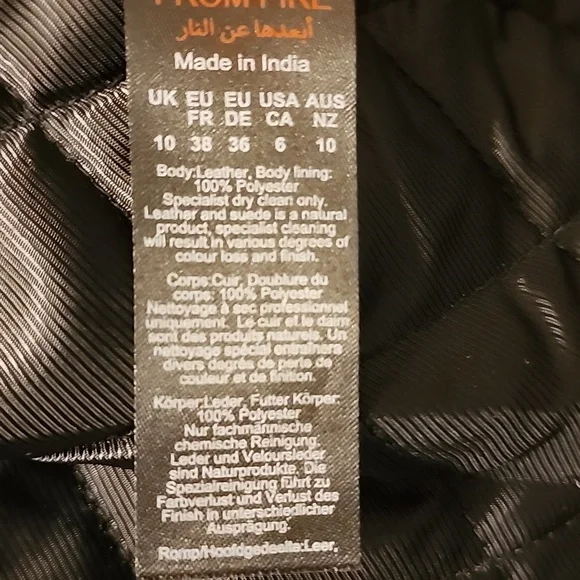 FROM FIRE
أبعدها عن النار
Made in India
UK EU EU USA AUS
FR DE CA NZ
10 38 36 6 10
Body:Leather, Body lining:
100% Polyester
Specialist dry clean only.
Leather and suede is a natural
product, specialist cleaning
will result in various degrees of
colour loss and finish.
Corps:Cuir, Doublure du
corps: 100% Polyester
Nettoyage à sec professionnel
uniquement. Le cuir et le daim
sont des produits naturels. Un
nettoyage spécial entraînera
divers degrés de perte de
couleur et de finition.
Körper:Leder, Futter Körper:
100% Polyester
Nur fachmännische
chemische Reinigung.
Leder und Veloursleder
sind Naturprodukte. Die
Spezialreinigung führt zu
Farbverlust und Verlust des
Finish in unterschiedlicher
Ausprägung.
Romp/Hoofdgedeelte:Leer,